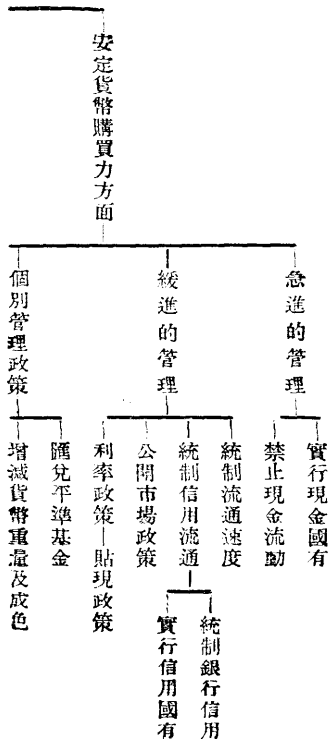 安定貨幣購買力方面
急進的管理
實行現金國有
禁止現金流動
緩進的管理
統制流通速度
統制信用流通
統制銀行信用
實行信用國有
公開市場政策
利率政策—貼現政策
個別管理政策
匯兌平準基金
增減貨幣重量及成色